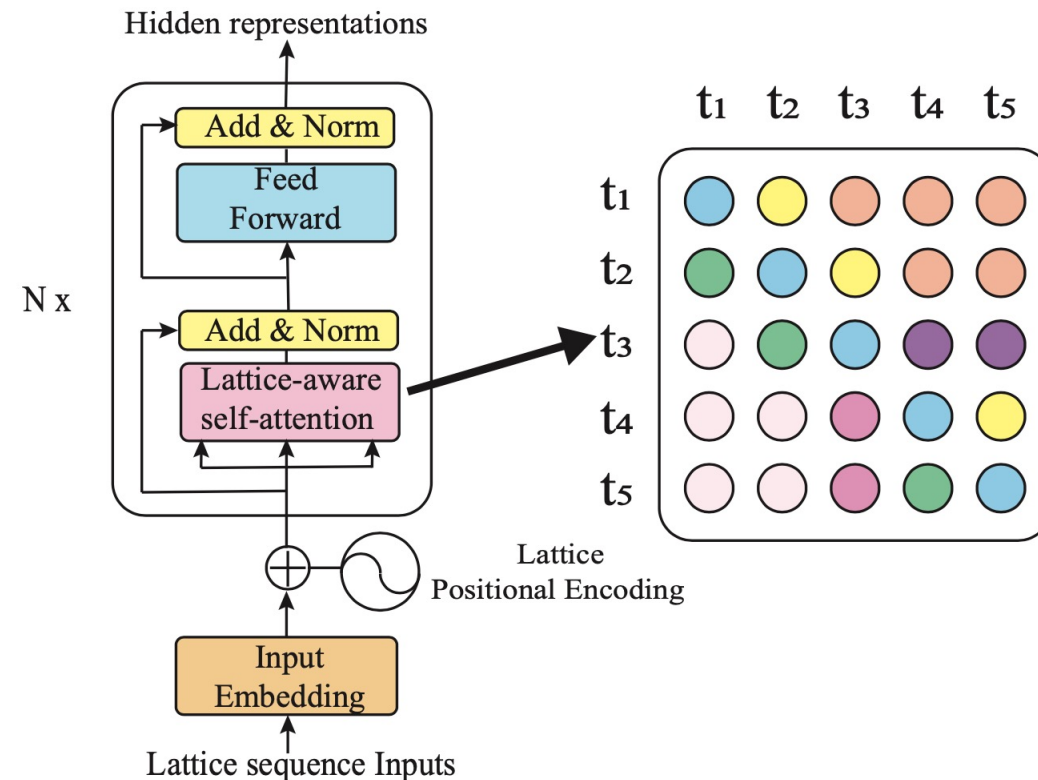 Hidden representations
Add & Norm
Feed
Forward
N x
Add & Norm
Lattice-aware
self-attention
Lattice
Positional Encoding
Input
Embedding
Lattice sequence Inputs
t₁ t₂ t₃ t₄ t₅
t₁
t₂
t₃
t₄
t₅